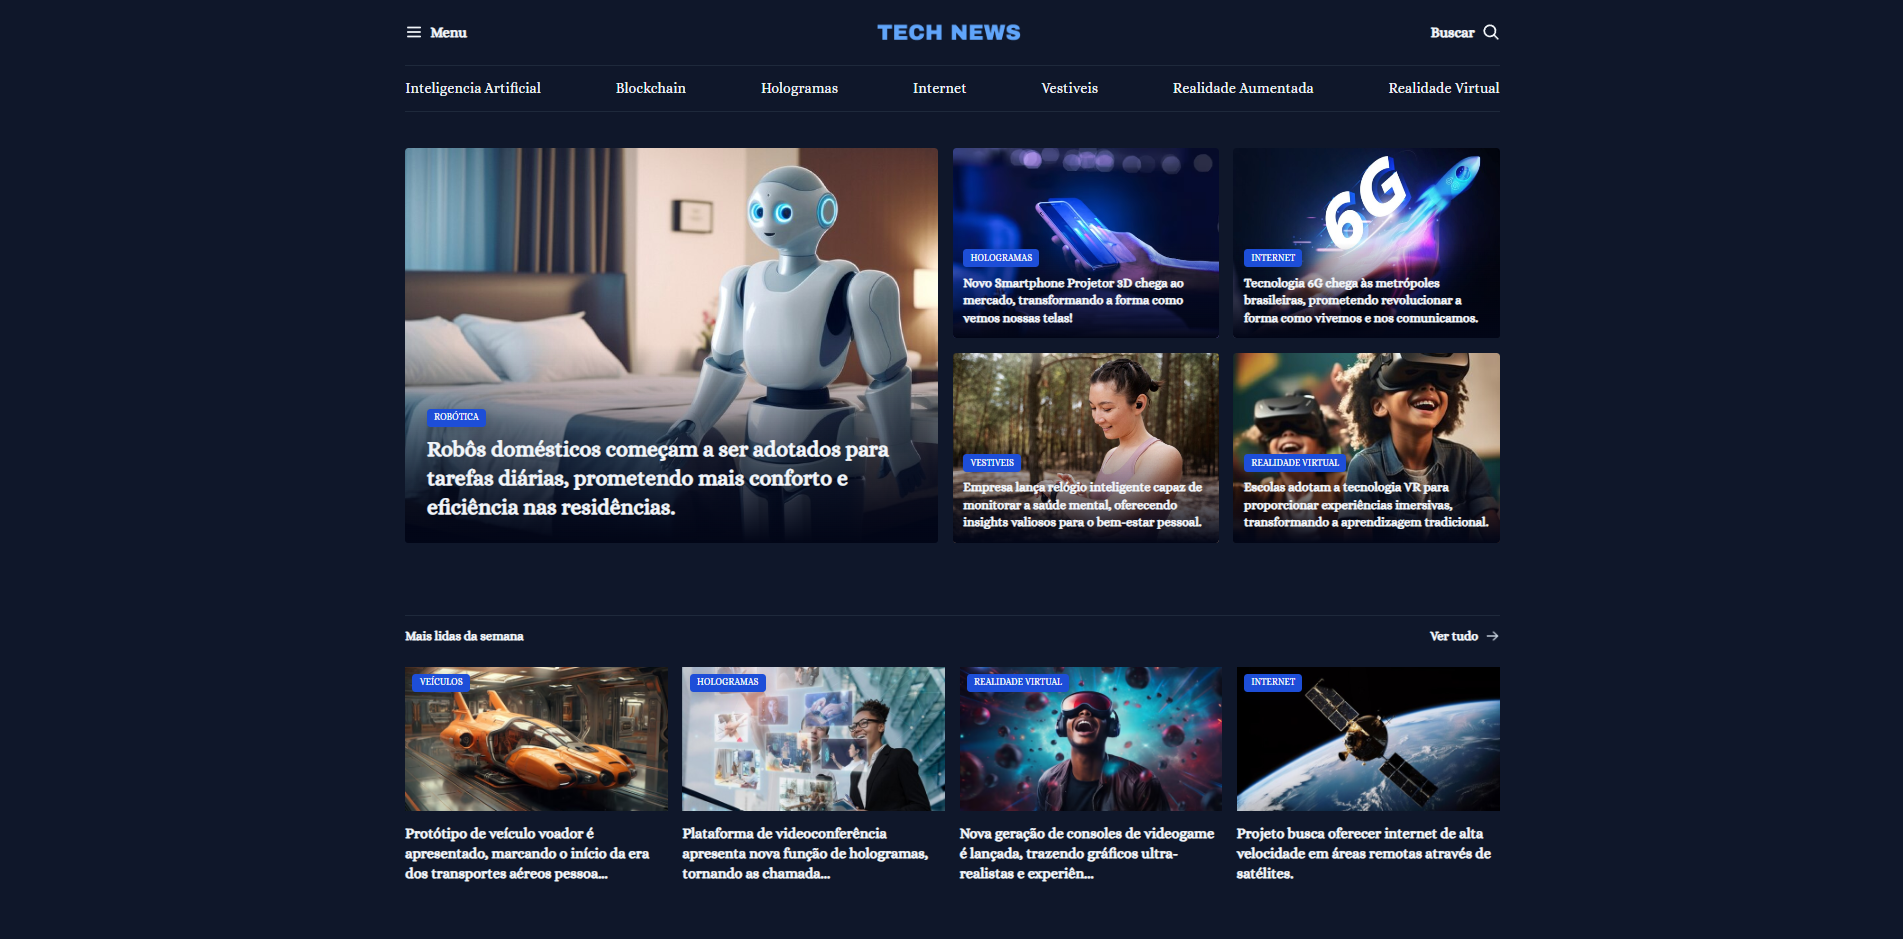 Menu
TECH NEWS
Buscar
Inteligencia Artificial
Blockchain
Hologramas
Internet
Vestiveis
Realidade Aumentada
Realidade Virtual
ROBÓTICA
Robôs domésticos começam a ser adotados para
tarefas diárias, prometendo mais conforto e
eficiência nas residências.
HOLOGRAMAS
Novo Smartphone Projetor 3D chega ao
mercado, transformando a forma como
vemos nossas telas!
6G
INTERNET
Tecnologia 6G chega às metrópoles
brasileiras, prometendo revolucionar a
forma como vivemos e nos comunicamos.
VESTIVEIS
Empresa lança relógio inteligente capaz de
monitorar a saúde mental, oferecendo
insights valiosos para o bem-estar pessoal.
REALIDADE VIRTUAL
Escolas adotam a tecnologia VR para
proporcionar experiências imersivas,
transformando a aprendizagem tradicional.
Mais lidas da semana
Ver tudo
VEÍCULOS
Protótipo de veículo voador é
apresentado, marcando o início da era
dos transportes aéreos pessoa...
HOLOGRAMAS
Plataforma de videoconferência
apresenta nova função de hologramas,
tornando as chamada...
REALIDADE VIRTUAL
Nova geração de consoles de videogame
é lançada, trazendo gráficos ultra-
realistas e experiên...
INTERNET
Projeto busca oferecer internet de alta
velocidade em áreas remotas através de
satélites.